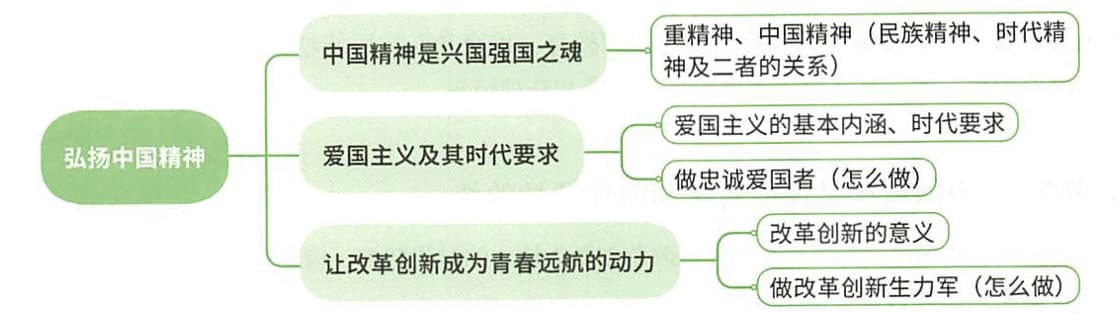 弘扬中国精神
中国精神是兴国强国之魂
重精神、中国精神（民族精神、时代精
神及二者的关系）
爱国主义及其时代要求
爱国主义的基本内涵、时代要求
做忠诚爱国者（怎么做）
让改革创新成为青春远航的动力
改革创新的意义
做改革创新生力军（怎么做）